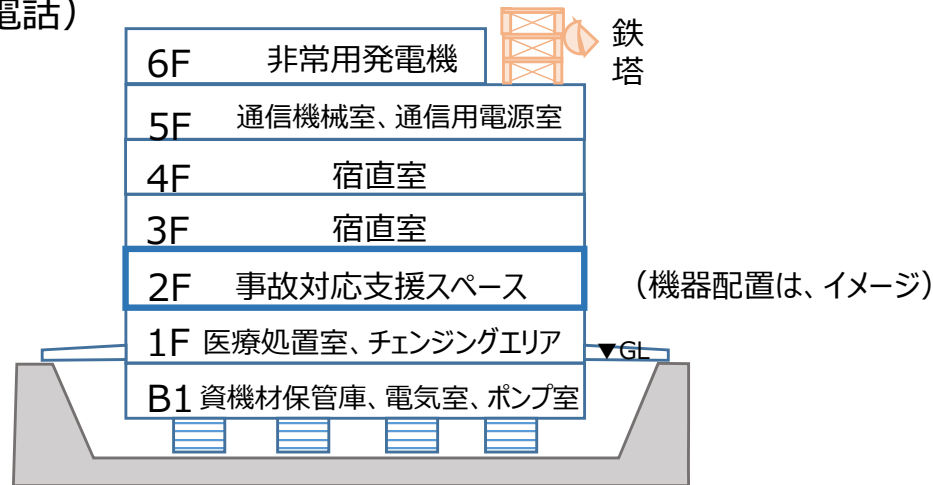 電話）
鉄
塔
6F 非常用発電機
5F 通信機械室、通信用電源室
4F 宿直室
3F 宿直室
2F 事故対応支援スペース
（機器配置は、イメージ）
1F 医療処置室、チェンジングエリア
▼GL
B1 資機材保管庫、電気室、ポンプ室